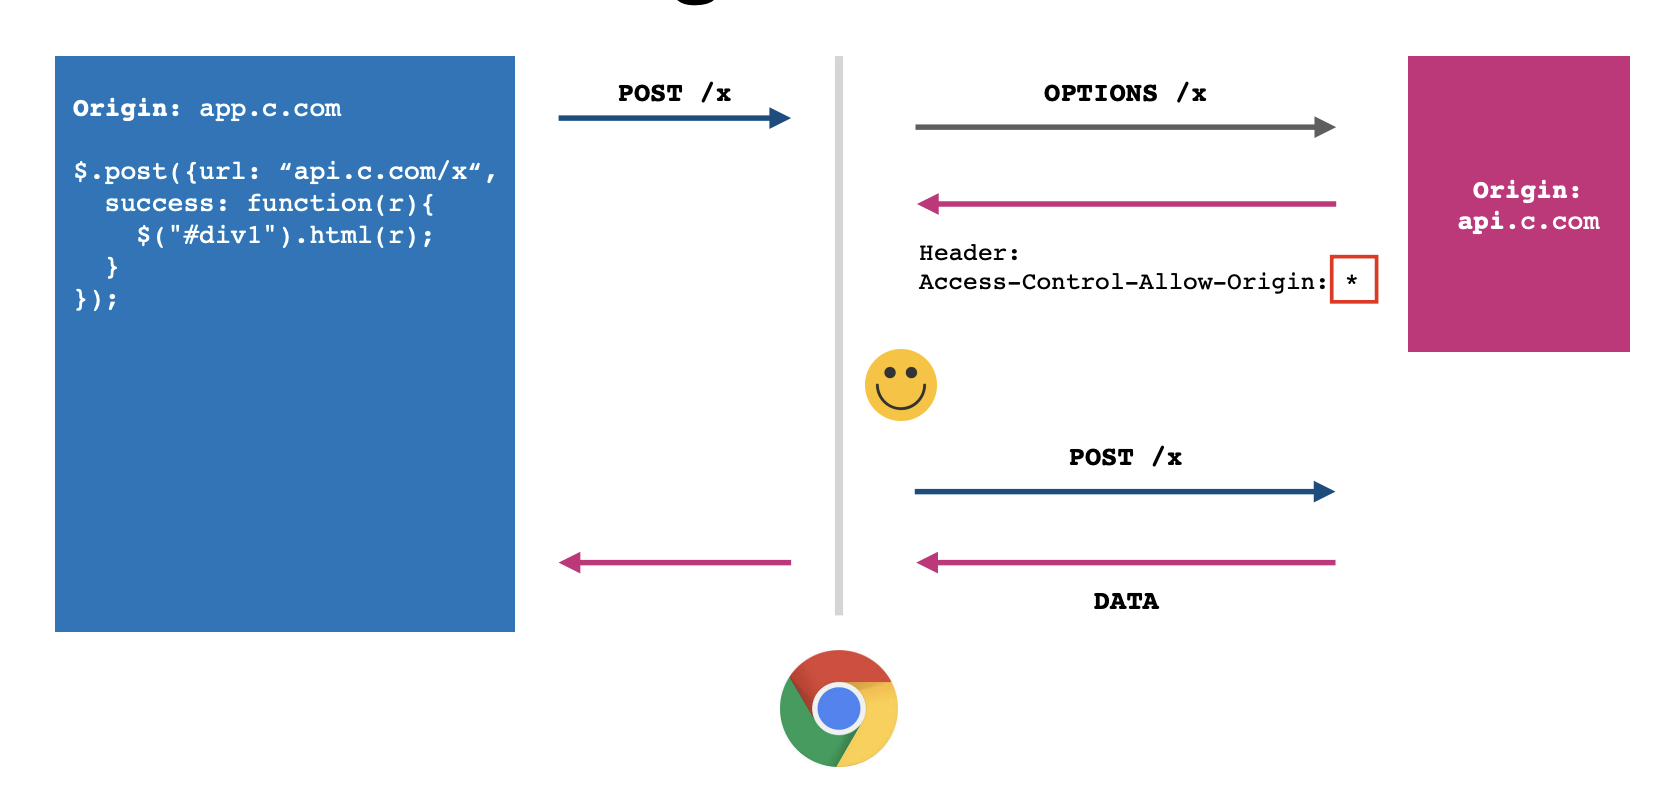 Origin: app.c.com
$.post({url: “api.c.com/x“,
success: function(r){
$("#div1").html(r);
}
});
POST /x
OPTIONS /x
Header:
Access-Control-Allow-Origin: *
Origin:
api.c.com
POST /x
DATA